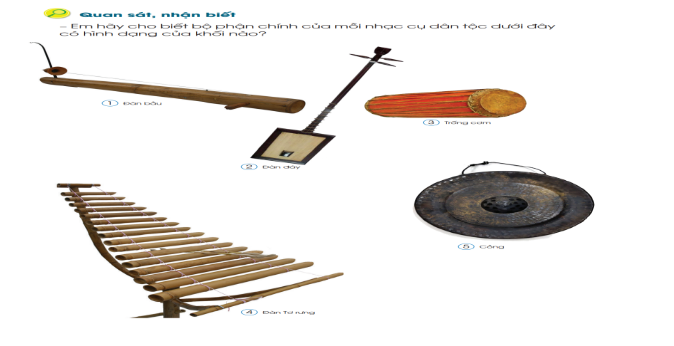 Quan sát, nhận biết
– Em hãy cho biết bộ phận chính của mỗi nhạc cụ dân tộc dưới đây
có hình dạng của khối nào?
1 Đàn bầu
2 Đàn đáy
3 Trống cơm
4 Đàn Tơ rưng
5 Cồng